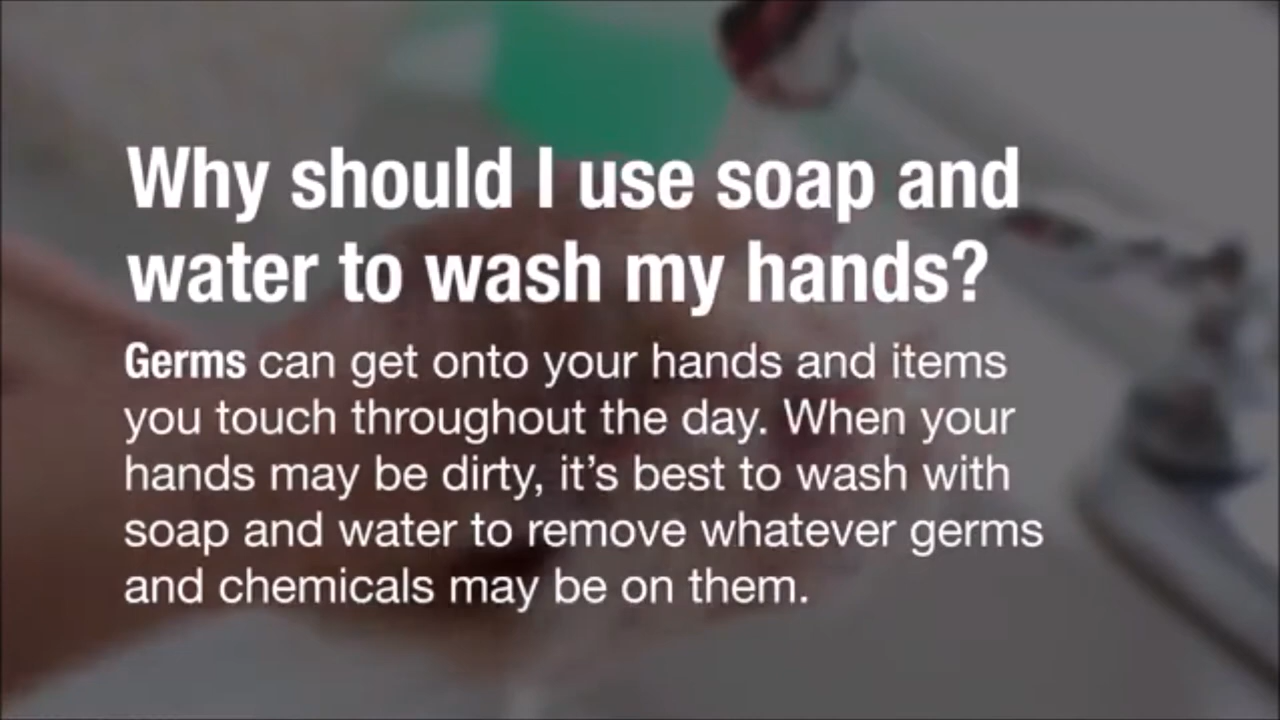 Why should I use soap and
water to wash my hands?
Germs can get onto your hands and items
you touch throughout the day. When your
hands may be dirty, it’s best to wash with
soap and water to remove whatever germs
and chemicals may be on them.